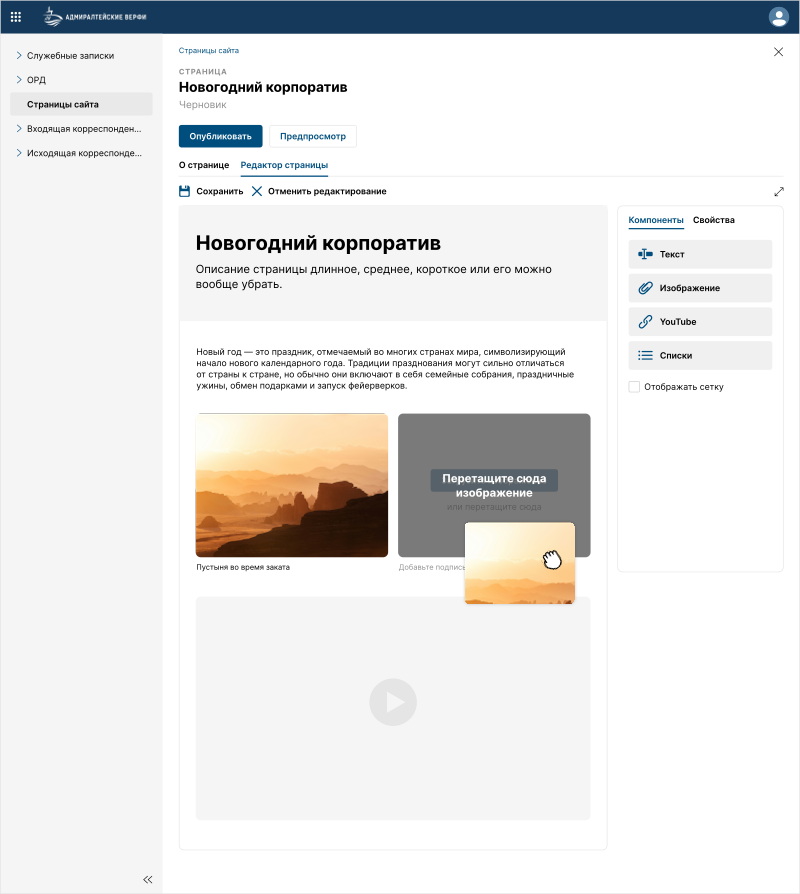 АДМИРАЛТЕЙСКИЕ ВЕРФИ
Служебные записки
ОРД
Страницы сайта
Входящая корреспонден...
Исходящая корреспонде...
Страницы сайта
СТРАНИЦА
Новогодний корпоратив
Черновик
Опубликовать
Предпросмотр
О странице
Редактор страницы
Сохранить
Отменить редактирование
Новогодний корпоратив
Описание страницы длинное, среднее, короткое или его можно
вообще убрать.
Новый год — это праздник, отмечаемый во многих странах мира, символизирующий
начало нового календарного года. Традиции празднования могут сильно отличаться
от страны к стране, но обычно они включают в себя семейные собрания, праздничные
ужины, обмен подарками и запуск фейерверков.
Перетащите сюда
изображение
или перетащите сюда
Пустыня во время заката
Добавьте подпись
Компоненты
Свойства
Текст
Изображение
YouTube
Списки
Отображать сетку